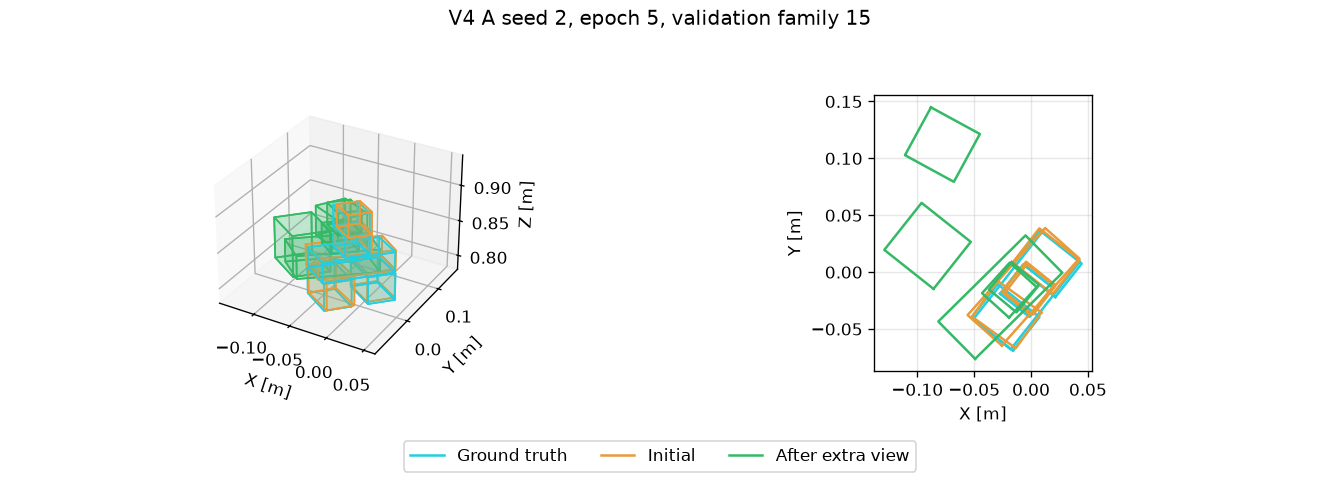 V4 A seed 2, epoch 5, validation family 15
0.90
0.85
0.80
Z [m]
0.1
0.0
Y [m]
−0.10
−0.05
0.00
0.05
X [m]
0.15
0.10
0.05
0.00
−0.05
Y [m]
−0.10 −0.05 0.00 0.05
X [m]
Ground truth Initial After extra view